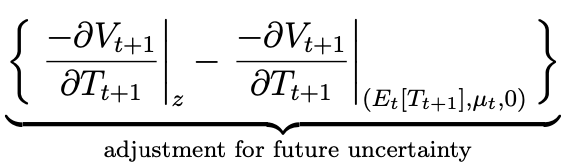 { −∂V_{t+1} / ∂T_{t+1} |_z − −∂V_{t+1} / ∂T_{t+1} |_{(E_t[T_{t+1}],μ_t,0)} }
adjustment for future uncertainty